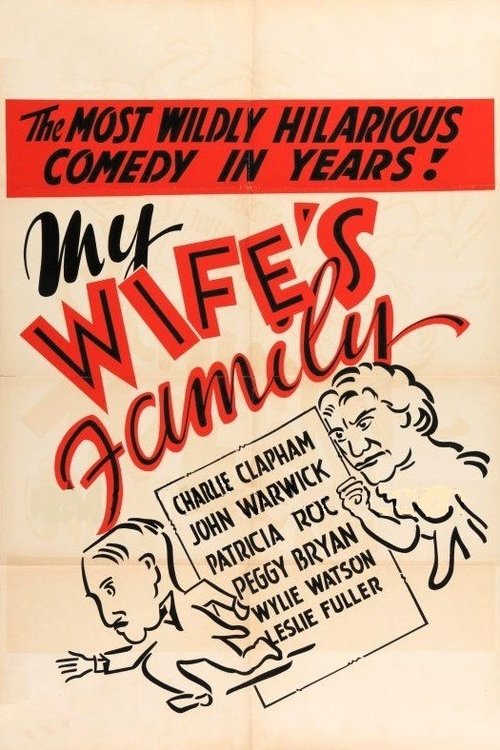 The MOST WILDLY HILARIOUS
COMEDY IN YEARS!
My
WIFE'S
Family
CHARLIE CLAPHAM
JOHN WARWICK
PATRICIA ROC
PEGGY BRYAN
WYLIE WATSON
LESLIE FULLER